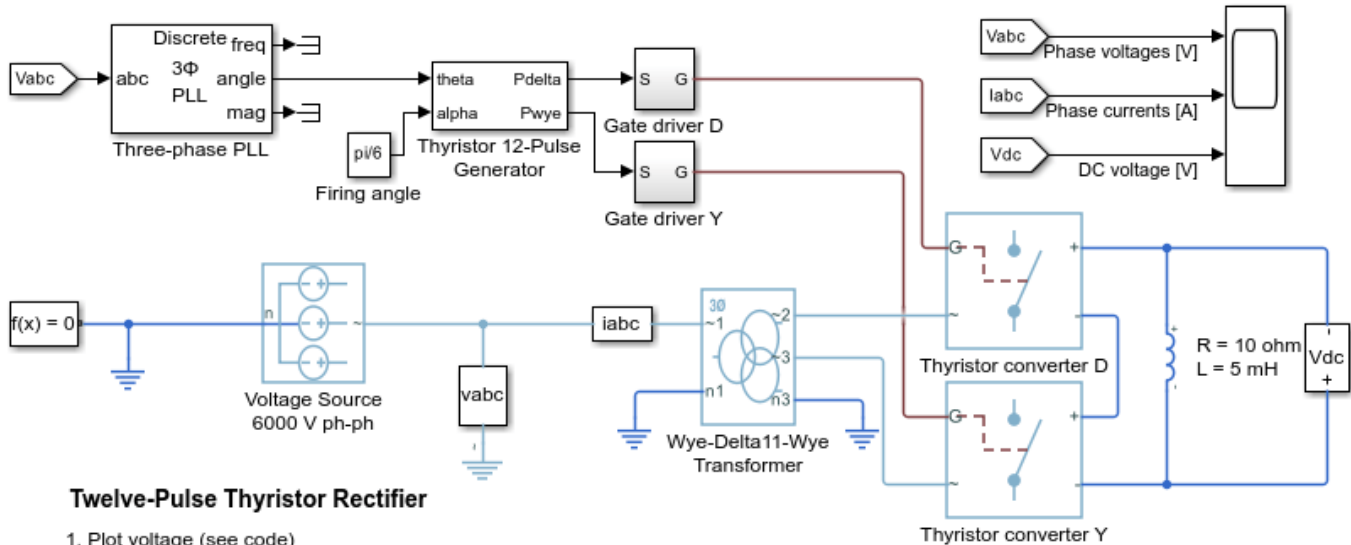 Vabc
Discrete
3Φ
PLL
abc
freq
angle
mag
Three-phase PLL
pi/6
Firing angle
theta
alpha
Pdelta
Pwye
Thyristor 12-Pulse
Generator
S G
Gate driver D
S G
Gate driver Y
Vabc
Phase voltages [V]
Iabc
Phase currents [A]
Vdc
DC voltage [V]
f(x) = 0
n
~
Voltage Source
6000 V ph-ph
vabc
iabc
3Ø
~1
~2
~3
n1
n3
Wye-Delta11-Wye
Transformer
G
+
~
-
Thyristor converter D
G
+
~
-
Thyristor converter Y
+
-
R = 10 ohm
L = 5 mH
-
Vdc
+
Twelve-Pulse Thyristor Rectifier
1. Plot voltage (see code)